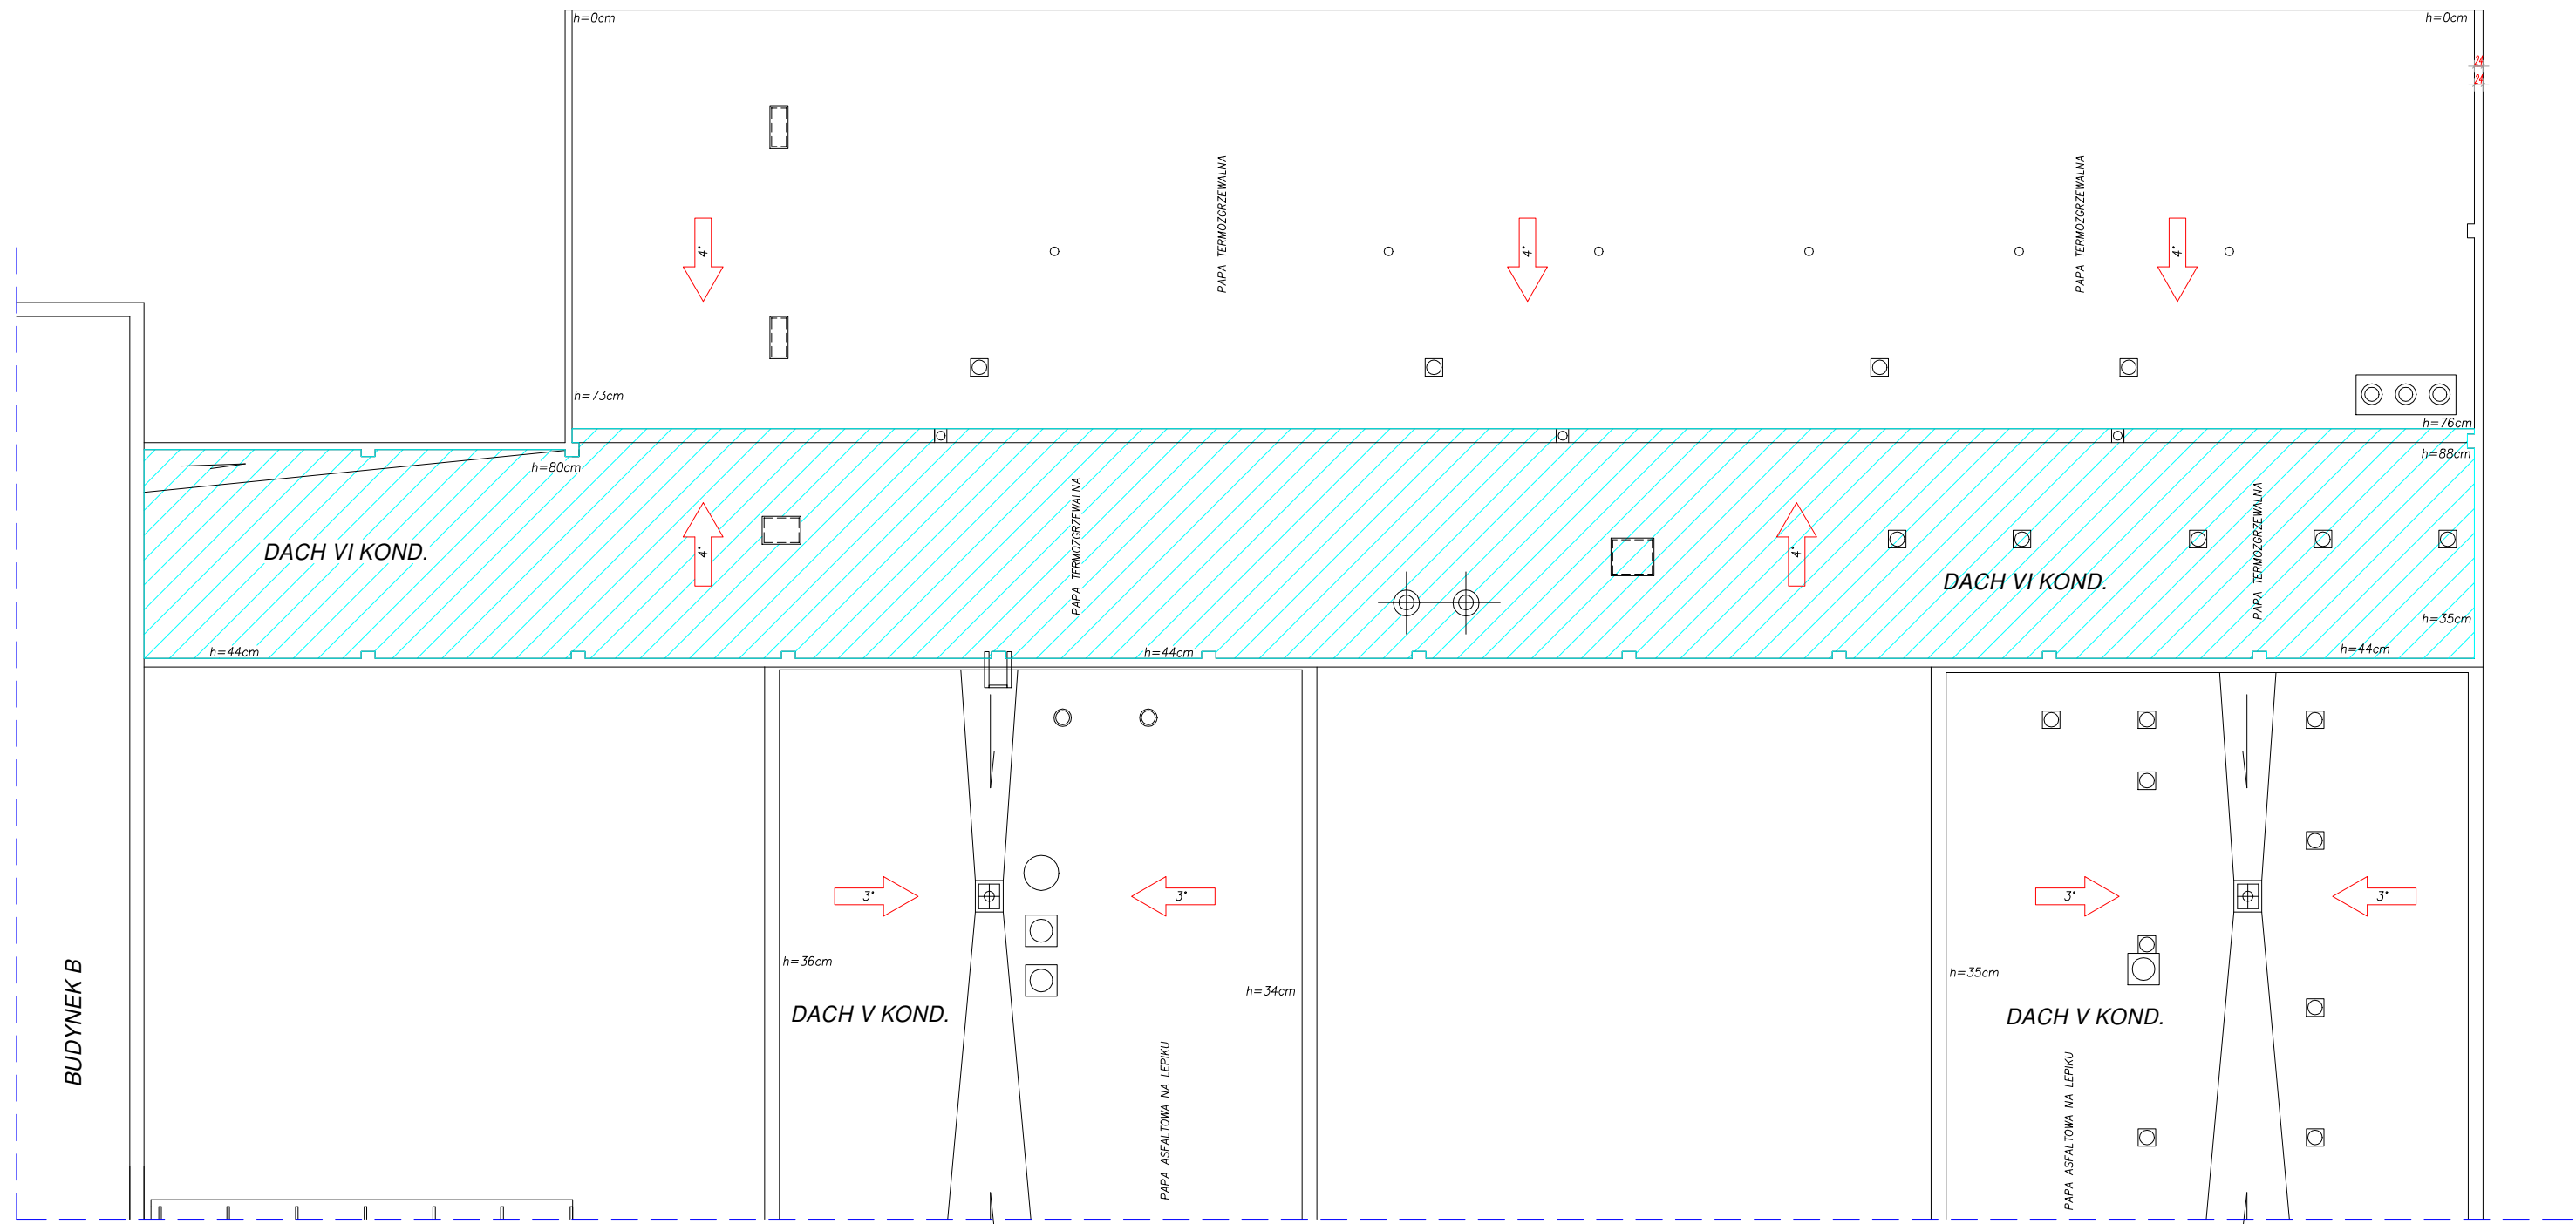 h=0cm
h=0cm
24
24
PAPA TERMOZGRZEWALNA
PAPA TERMOZGRZEWALNA
4°
4°
4°
h=73cm
h=76cm
h=80cm
h=88cm
PAPA TERMOZGRZEWALNA
PAPA TERMOZGRZEWALNA
DACH VI KOND.
4°
4°
DACH VI KOND.
h=35cm
h=44cm
h=44cm
h=44cm
3°
3°
3°
3°
h=36cm
h=34cm
h=35cm
DACH V KOND.
DACH V KOND.
BUDYNEK B
PAPA ASFALTOWA NA LEPIKU
PAPA ASFALTOWA NA LEPIKU